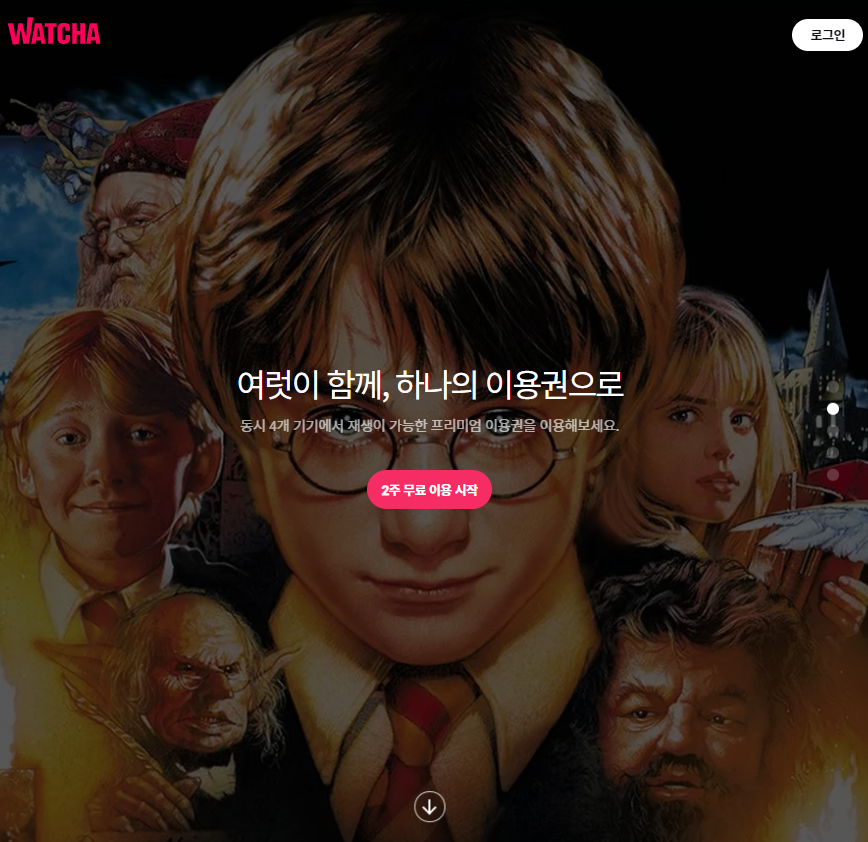 WATCHA
로그인
여럿이 함께, 하나의 이용권으로
동시 4개 기기에서 재생이 가능한 프리미엄 이용권을 이용해보세요.
2주 무료 이용 시작